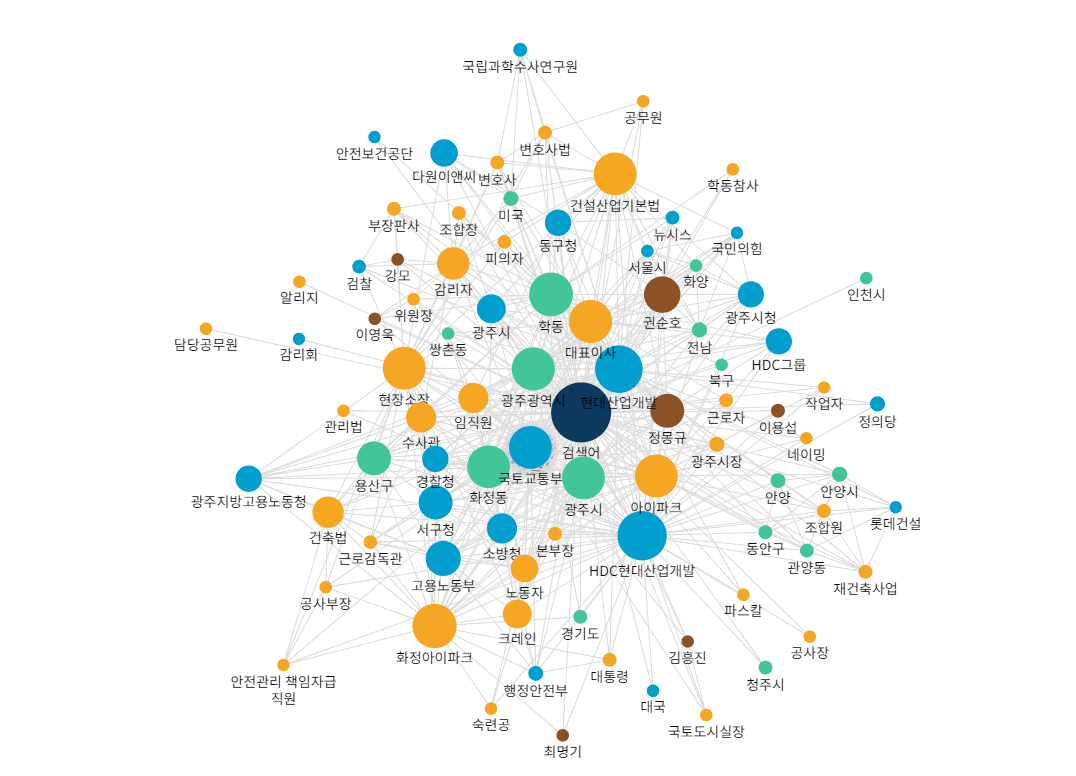 국립과학수사연구원
공무원
변호사법
안전보건공단
다원이앤씨
변호사
학동참사
건설산업기본법
미국
부장판사
조합장
뉴시스
동구청
국민의힘
피의자
서울시
강모
화양
검찰
감리자
인천시
알리지
위원장
권순호
광주시청
학동
광주시
이영욱
담당공무원
감리회
쌍촌동
대표이사
전남
HDC그룹
북구
현장소장
광주광역시
현대산업개발
작업자
관리법
임직원
근로자
정의당
이용섭
수사관
정몽규
검색어
네이밍
광주시장
국토교통부
경찰청
용산구
화정동
안양
안양시
광주지방고용노동청
광주시
아이파크
롯데건설
서구청
조합원
건축법
소방청
본부장
동안구
근로감독관
관양동
HDC현대산업개발
고용노동부
재건축사업
노동자
공사부장
파스칼
경기도
크레인
공사장
화정아이파크
김흥진
대통령
안전관리 책임자급
직원
청주시
행정안전부
대국
숙련공
국토도시실장
최명기